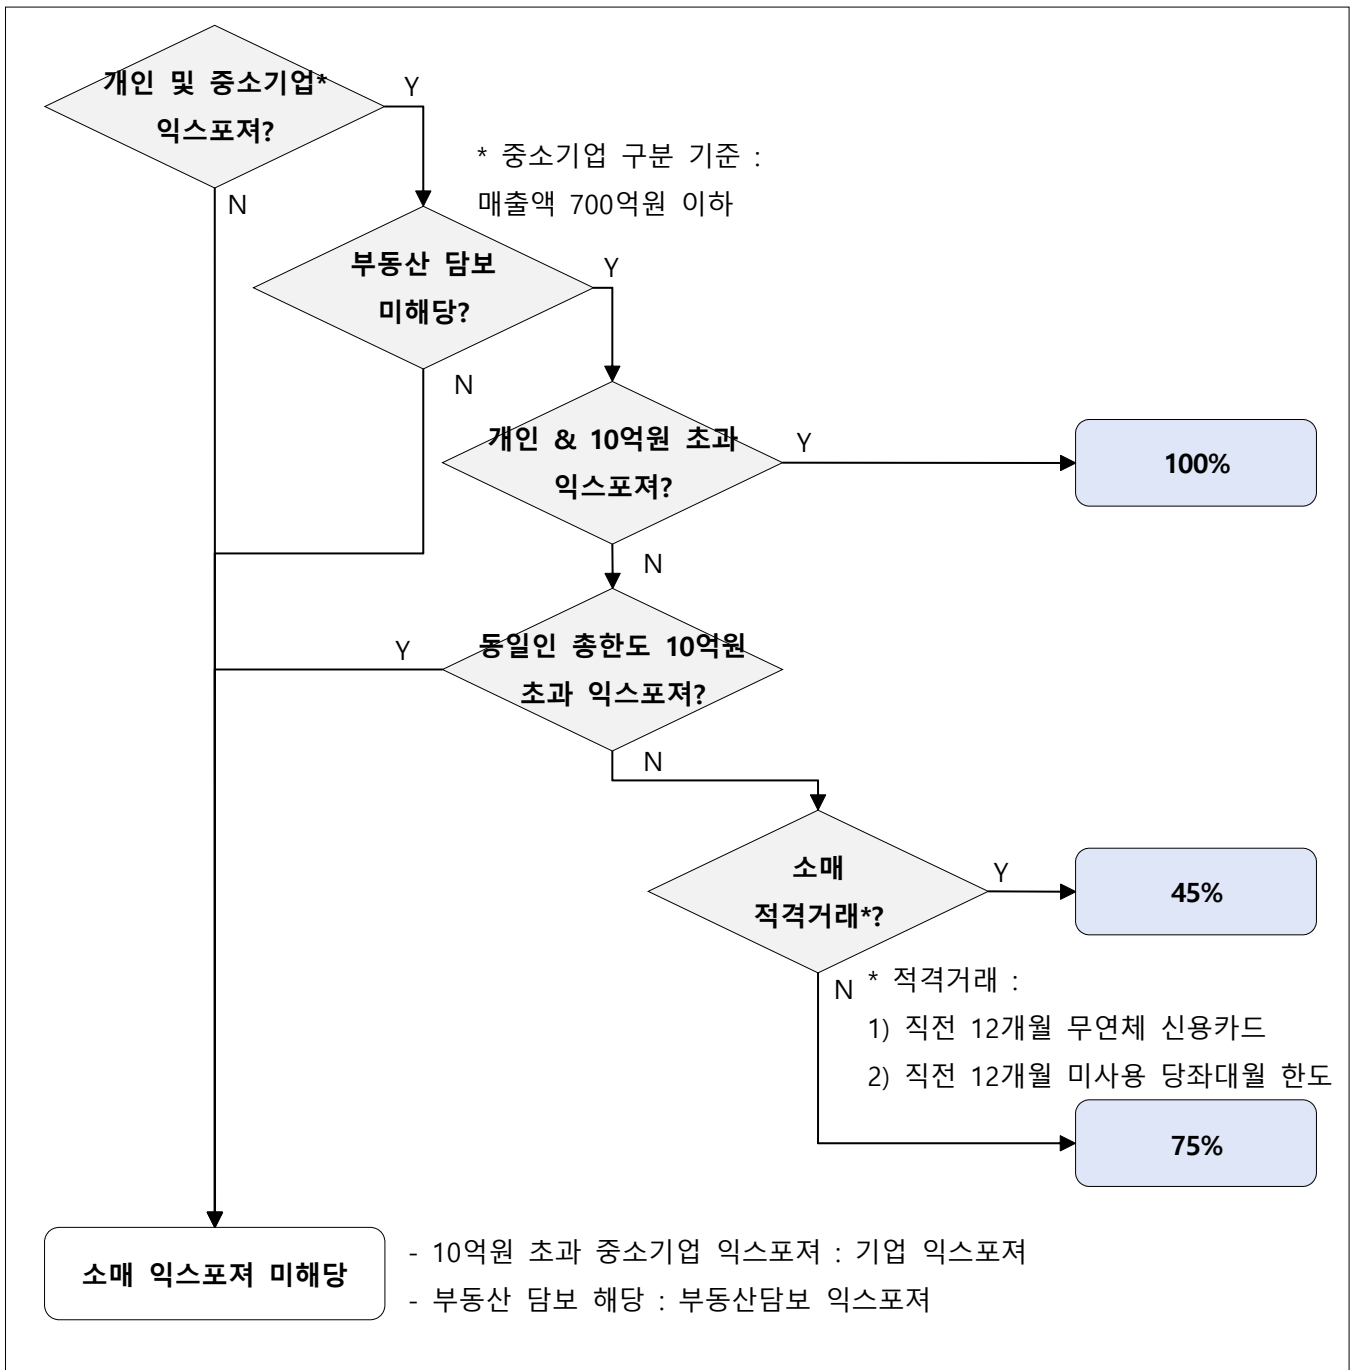 개인 및 중소기업*
익스포져?
Y
N
* 중소기업 구분 기준 :
매출액 700억원 이하
부동산 담보
미해당?
Y
N
개인 & 10억원 초과
익스포져?
Y
100%
N
동일인 총한도 10억원
초과 익스포져?
Y
N
소매
적격거래*?
Y
45%
N
* 적격거래 :
1) 직전 12개월 무연체 신용카드
2) 직전 12개월 미사용 당좌대월 한도
75%
소매 익스포져 미해당
- 10억원 초과 중소기업 익스포져 : 기업 익스포져
- 부동산 담보 해당 : 부동산담보 익스포져